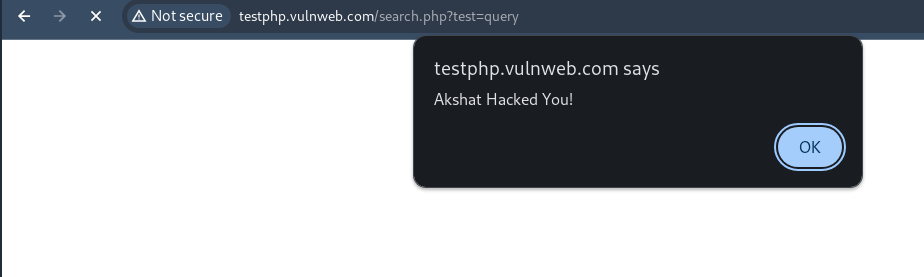 Not secure testphp.vulnweb.com/search.php?test=query
testphp.vulnweb.com says
Akshat Hacked You!
OK